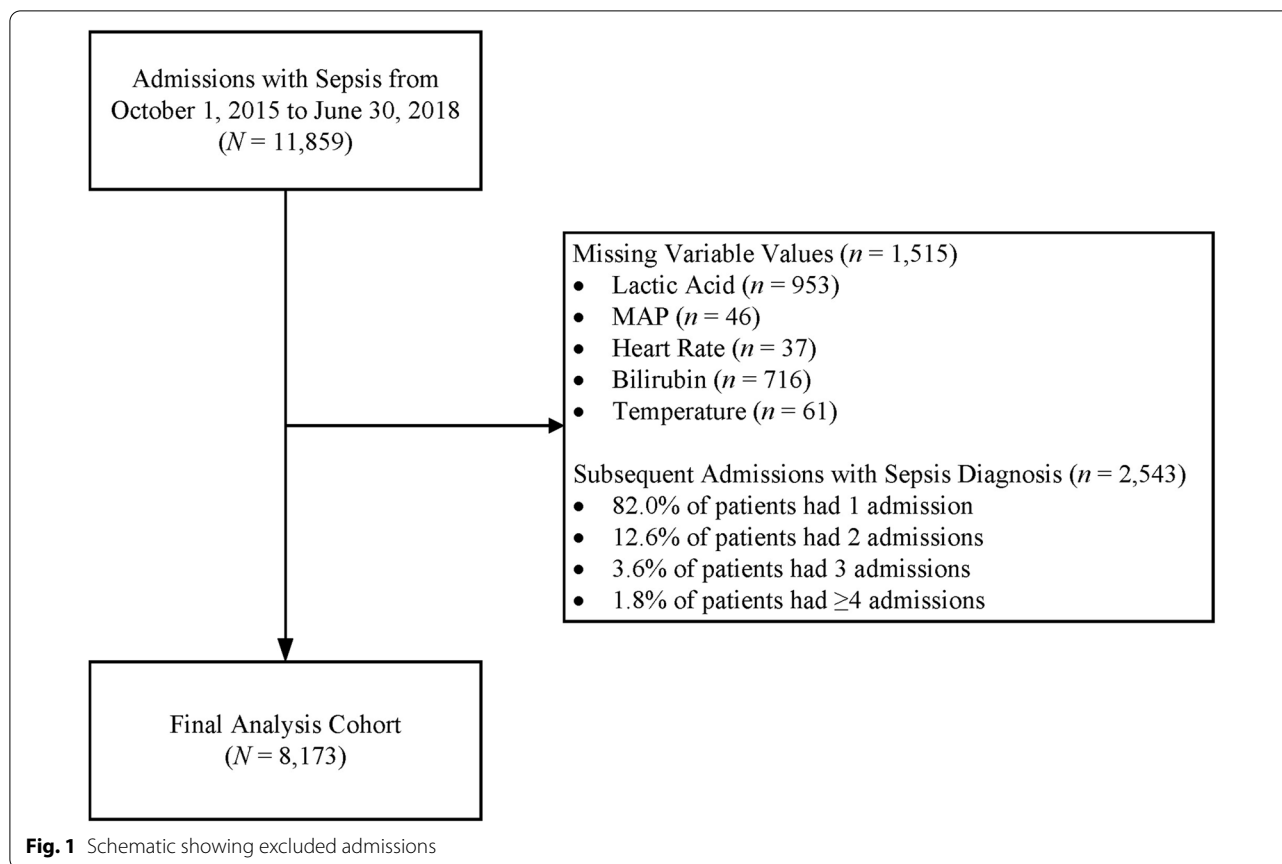 Admissions with Sepsis from
October 1, 2015 to June 30, 2018
(N = 11,859)
Missing Variable Values (n = 1,515)
• Lactic Acid (n = 953)
• MAP (n = 46)
• Heart Rate (n = 37)
• Bilirubin (n = 716)
• Temperature (n = 61)
Subsequent Admissions with Sepsis Diagnosis (n = 2,543)
• 82.0% of patients had 1 admission
• 12.6% of patients had 2 admissions
• 3.6% of patients had 3 admissions
• 1.8% of patients had ≥4 admissions
Final Analysis Cohort
(N = 8,173)
Fig. 1 Schematic showing excluded admissions